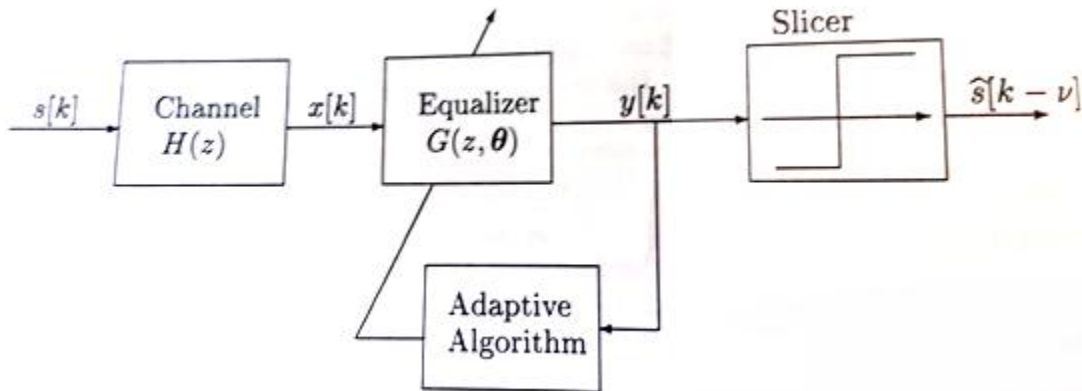 Slicer
s[k]
Channel
H(z)
x[k]
Equalizer
G(z, θ)
y[k]
ŝ[k − ν]
Adaptive
Algorithm